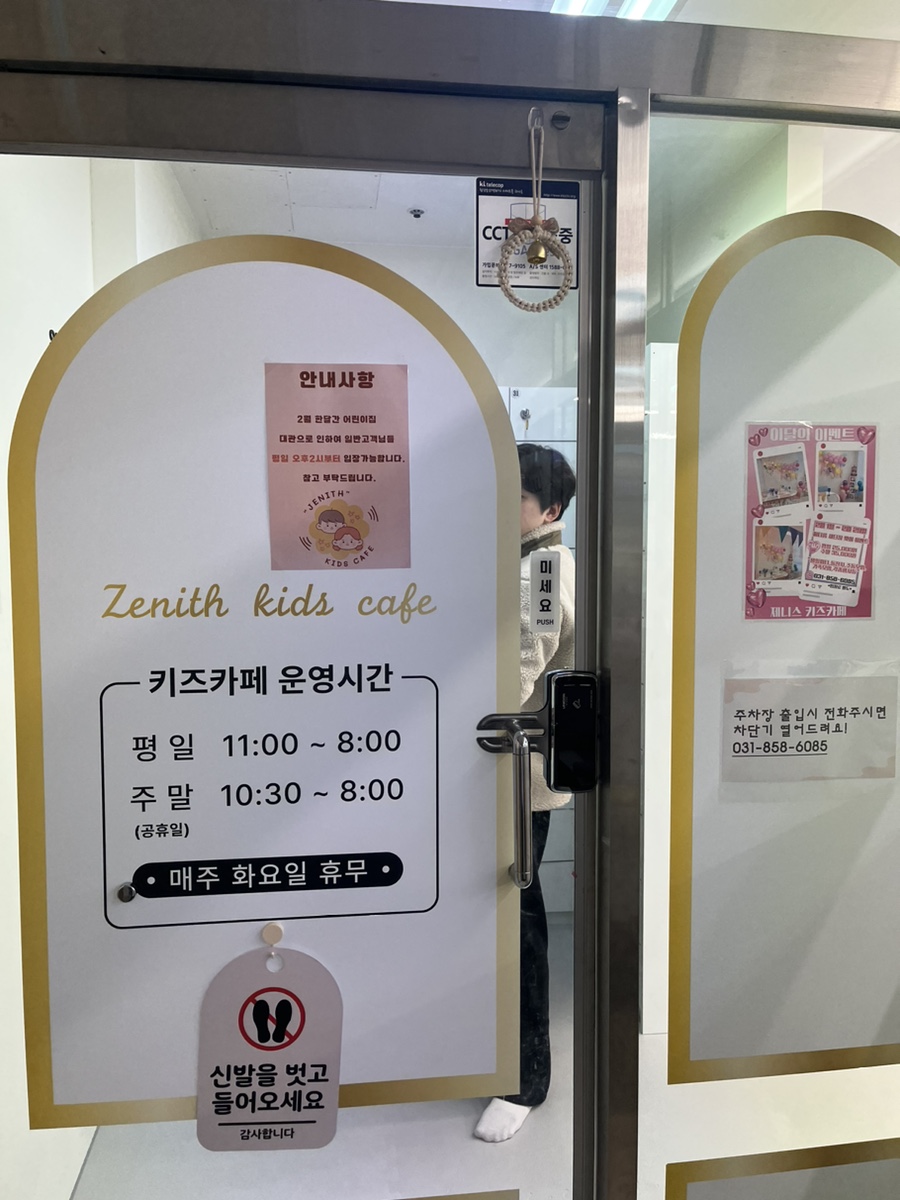 kt telecop
CCT
중
안내사항
2월 한달간 어린이집
대관으로 인하여 일반고객님들
평일 오후2시부터 입장가능합니다.
참고 부탁드립니다.
"JENITH"
KIDS CAFE
Zenith kids cafe
키즈카페 운영시간
평일 11:00 ~ 8:00
주말 10:30 ~ 8:00
(공휴일)
매주 화요일 휴무
신발을 벗고
들어오세요
감사합니다
31
미세요
PUSH
이달의 이벤트
031-858-6085
제니스 키즈카페
주차장 출입시 전화주시면
차단기 열어드려요!
031-858-6085